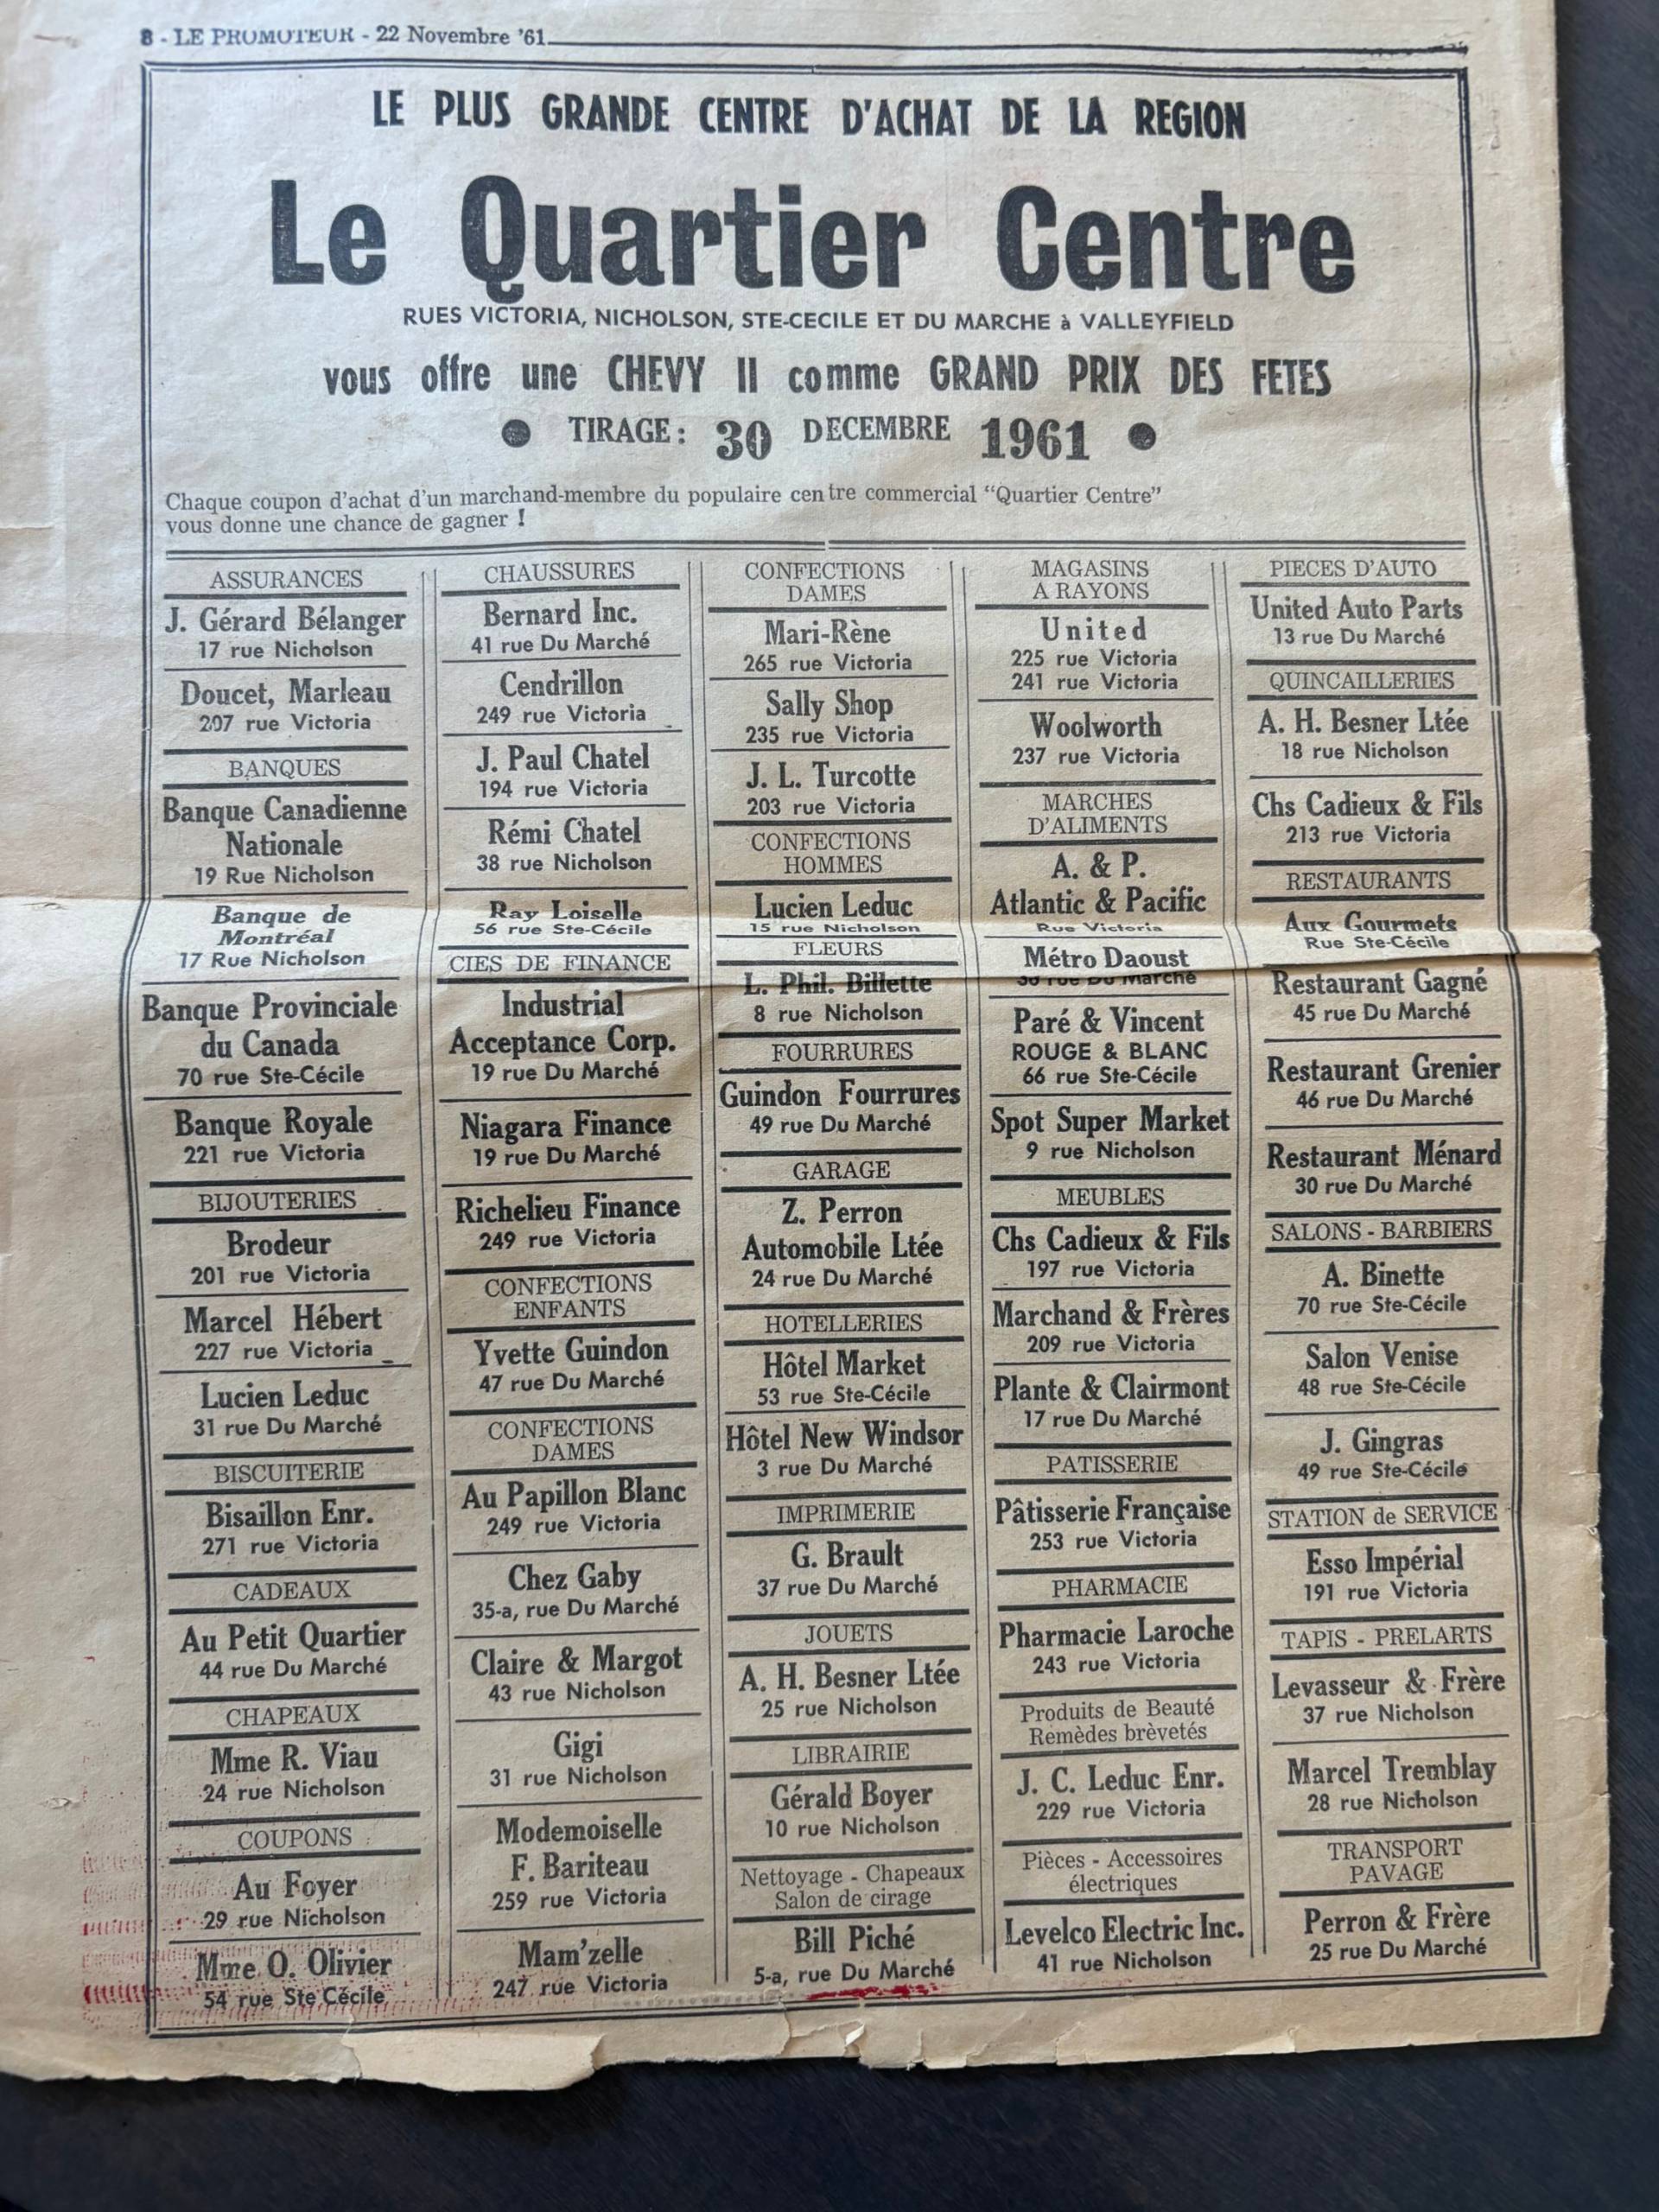 8 - LE PROMOTEUR - 22 Novembre '61
LE PLUS GRANDE CENTRE D'ACHAT DE LA REGION
Le Quartier Centre
RUES VICTORIA, NICHOLSON, STE-CECILE ET DU MARCHE à VALLEYFIELD
vous offre une CHEVY II comme GRAND PRIX DES FETES
● TIRAGE: 30 DECEMBRE 1961 ●
Chaque coupon d'achat d'un marchand-membre du populaire centre commercial "Quartier Centre"
vous donne une chance de gagner !
ASSURANCES
J. Gérard Bélanger
17 rue Nicholson
Doucet, Marleau
207 rue Victoria
BANQUES
Banque Canadienne
Nationale
19 Rue Nicholson
Banque de
Montréal
17 Rue Nicholson
Banque Provinciale
du Canada
70 rue Ste-Cécile
Banque Royale
221 rue Victoria
BIJOUTERIES
Brodeur
201 rue Victoria
Marcel Hébert
227 rue Victoria
Lucien Leduc
31 rue Du Marché
BISCUITERIE
Bisaillon Enr.
271 rue Victoria
CADEAUX
Au Petit Quartier
44 rue Du Marché
CHAPEAUX
Mme R. Viau
24 rue Nicholson
COUPONS
Au Foyer
29 rue Nicholson
Mme O. Olivier
54 rue Ste Cécile
CHAUSSURES
Bernard Inc.
41 rue Du Marché
Cendrillon
249 rue Victoria
J. Paul Chatel
194 rue Victoria
Rémi Chatel
38 rue Nicholson
Ray Loiselle
56 rue Ste-Cécile
CIES DE FINANCE
Industrial
Acceptance Corp.
19 rue Du Marché
Niagara Finance
19 rue Du Marché
Richelieu Finance
249 rue Victoria
CONFECTIONS
ENFANTS
Yvette Guindon
47 rue Du Marché
CONFECTIONS
DAMES
Au Papillon Blanc
249 rue Victoria
Chez Gaby
35-a, rue Du Marché
Claire & Margot
43 rue Nicholson
Gigi
31 rue Nicholson
Modemoiselle
F. Bariteau
259 rue Victoria
Mam'zelle
247 rue Victoria
CONFECTIONS
DAMES
Mari-Rène
265 rue Victoria
Sally Shop
235 rue Victoria
J. L. Turcotte
203 rue Victoria
CONFECTIONS
HOMMES
Lucien Leduc
15 rue Nicholson
FLEURS
L. Phil. Billette
8 rue Nicholson
FOURRURES
Guindon Fourrures
49 rue Du Marché
GARAGE
Z. Perron
Automobile Ltée
24 rue Du Marché
HOTELLERIES
Hôtel Market
53 rue Ste-Cécile
Hôtel New Windsor
3 rue Du Marché
IMPRIMERIE
G. Brault
37 rue Du Marché
JOUETS
A. H. Besner Ltée
25 rue Nicholson
LIBRAIRIE
Gérald Boyer
10 rue Nicholson
Nettoyage - Chapeaux
Salon de cirage
Bill Piché
5-a, rue Du Marché
MAGASINS
A RAYONS
United
225 rue Victoria
241 rue Victoria
Woolworth
237 rue Victoria
MARCHES
D'ALIMENTS
A. & P.
Atlantic & Pacific
Rue Victoria
Métro Daoust
rue Du Marché
Paré & Vincent
ROUGE & BLANC
66 rue Ste-Cécile
Spot Super Market
9 rue Nicholson
MEUBLES
Chs Cadieux & Fils
197 rue Victoria
Marchand & Frères
209 rue Victoria
Plante & Clairmont
17 rue Du Marché
PATISSERIE
Pâtisserie Française
253 rue Victoria
PHARMACIE
Pharmacie Laroche
243 rue Victoria
Produits de Beauté
Remèdes brèvetés
J. C. Leduc Enr.
229 rue Victoria
Pièces - Accessoires
électriques
Levelco Electric Inc.
41 rue Nicholson
PIECES D'AUTO
United Auto Parts
13 rue Du Marché
QUINCAILLERIES
A. H. Besner Ltée
18 rue Nicholson
Chs Cadieux & Fils
213 rue Victoria
RESTAURANTS
Aux Gourmets
Rue Ste-Cécile
Restaurant Gagné
45 rue Du Marché
Restaurant Grenier
46 rue Du Marché
Restaurant Ménard
30 rue Du Marché
SALONS - BARBIERS
A. Binette
70 rue Ste-Cécile
Salon Venise
48 rue Ste-Cécile
J. Gingras
49 rue Ste-Cécile
STATION de SERVICE
Esso Impérial
191 rue Victoria
TAPIS - PRELARTS
Levasseur & Frère
37 rue Nicholson
Marcel Tremblay
28 rue Nicholson
TRANSPORT
PAVAGE
Perron & Frère
25 rue Du Marché